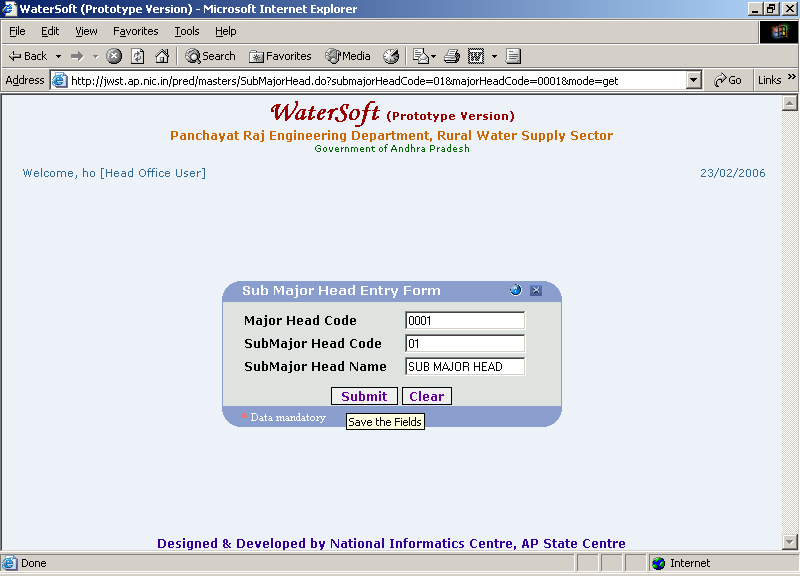 WaterSoft (Prototype Version) - Microsoft Internet Explorer
File Edit View Favorites Tools Help
Back Search Favorites Media
Address http://jwst.ap.nic.in/pred/masters/SubMajorHead.do?submajorHeadCode=01&majorHeadCode=0001&mode=get Go Links »
WaterSoft (Prototype Version)
Panchayat Raj Engineering Department, Rural Water Supply Sector
Government of Andhra Pradesh
Welcome, ho [Head Office User] 23/02/2006
Sub Major Head Entry Form
Major Head Code 0001
SubMajor Head Code 01
SubMajor Head Name SUB MAJOR HEAD
Submit Clear
* Data mandatory
Save the Fields
Designed & Developed by National Informatics Centre, AP State Centre
Done Internet